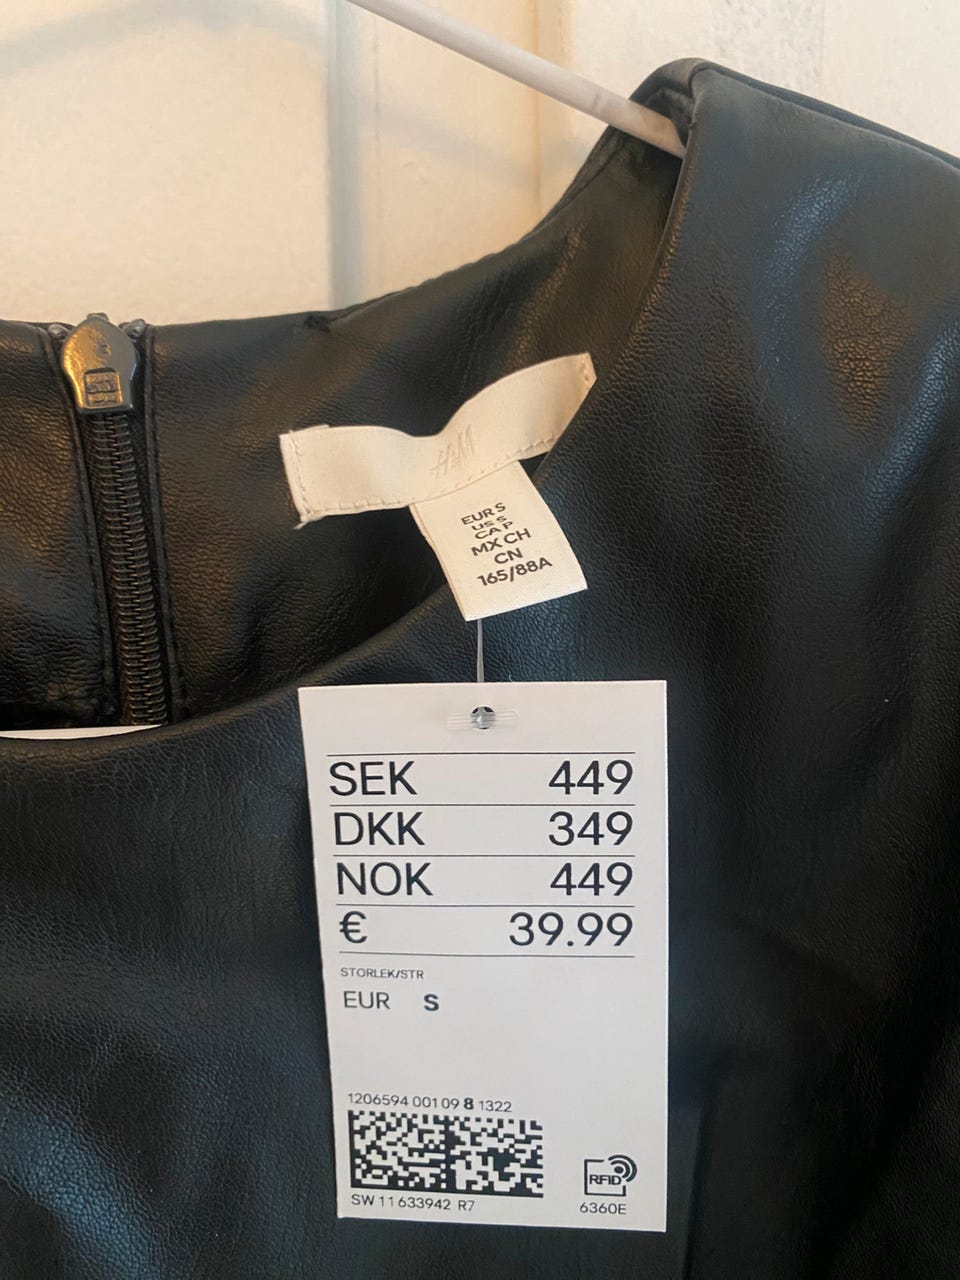 H&M
EUR S
US S
CA P
MX CH
CN
165/88A
SEK 449
DKK 349
NOK 449
€ 39.99
STORLEK/STR
EUR S
1206594 001 09 8 1322
SW 11 633942 R7
RFID
6360E